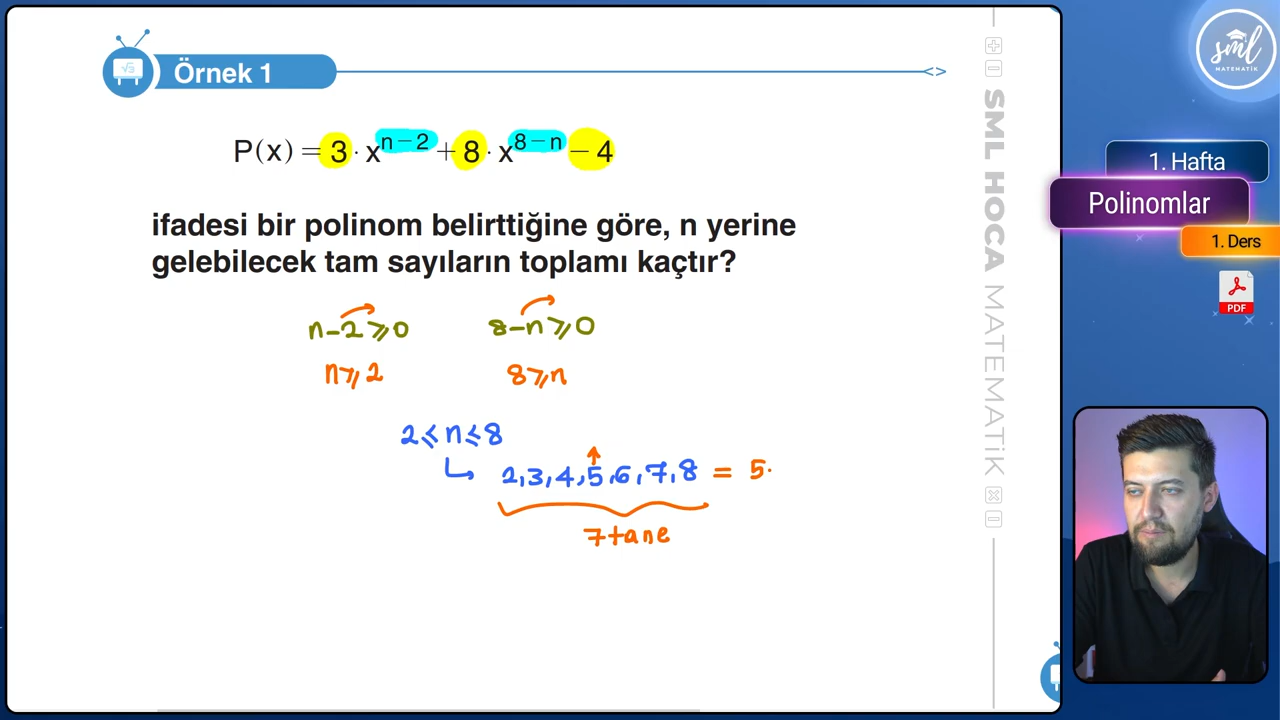 Örnek 1
P(x) = 3 · x^{n−2} + 8 · x^{8−n} − 4
ifadesi bir polinom belirttiğine göre, n yerine
gelebilecek tam sayıların toplamı kaçtır?
n−2 ⩾ 0
8−n ⩾ 0
n ⩾ 2
8 ⩾ n
2 ⩽ n ⩽ 8
2,3,4,5,6,7,8 = 5·
7 tane
SML HOCA MATEMATİK
sml
MATEMATİK
1. Hafta
Polinomlar
1. Ders
PDF